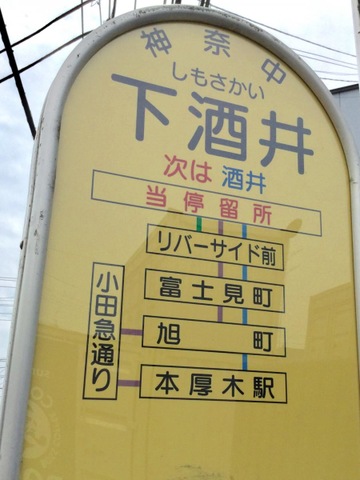 神奈中
しもさかい
下酒井
次は 酒井
当停留所
リバーサイド前
富士見町
小田急通り
旭町
本厚木駅